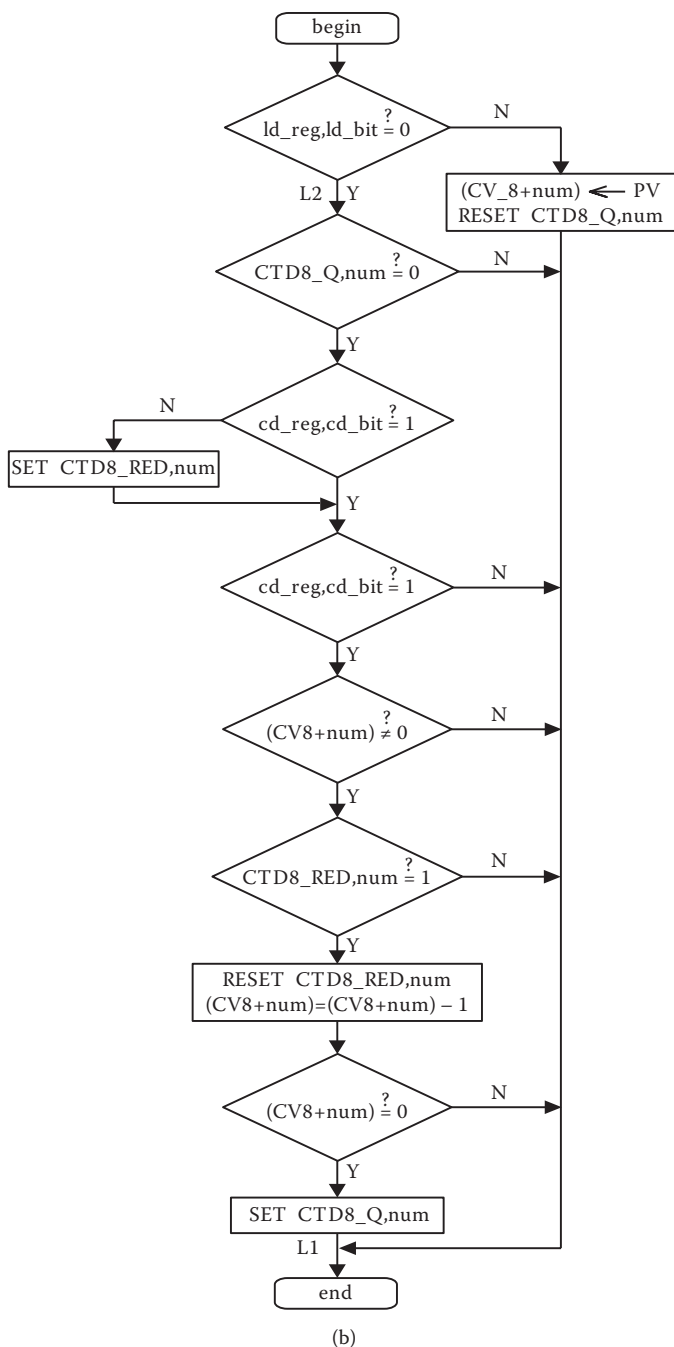 begin
?
ld_reg,ld_bit = 0
N
L2 Y
(CV_8+num) ⟵ PV
RESET CTD8_Q,num
?
CTD8_Q,num = 0
N
Y
?
cd_reg,cd_bit = 1
N
SET CTD8_RED,num
Y
?
cd_reg,cd_bit = 1
N
Y
?
(CV8+num) ≠ 0
N
Y
?
CTD8_RED,num = 1
N
Y
RESET CTD8_RED,num
(CV8+num)=(CV8+num) – 1
?
(CV8+num) = 0
N
Y
SET CTD8_Q,num
L1
end
(b)